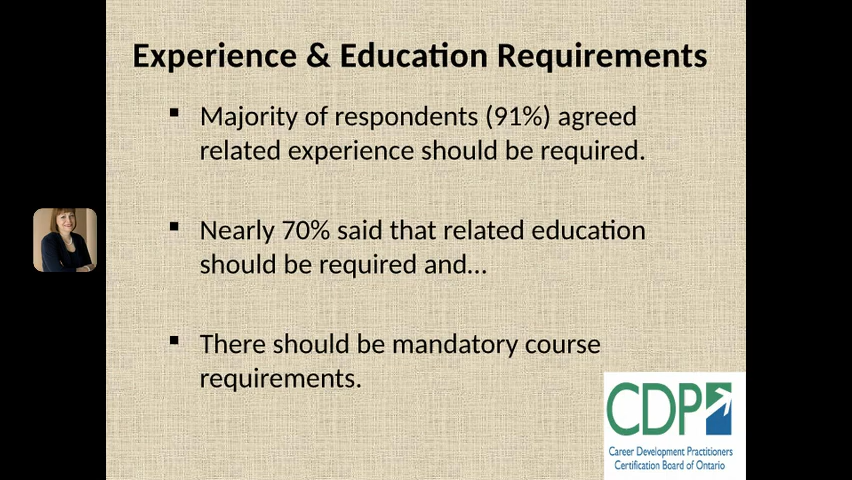 Experience & Education Requirements
▪ Majority of respondents (91%) agreed
related experience should be required.
▪ Nearly 70% said that related education
should be required and…
▪ There should be mandatory course
requirements.
CDP
Career Development Practitioners
Certification Board of Ontario